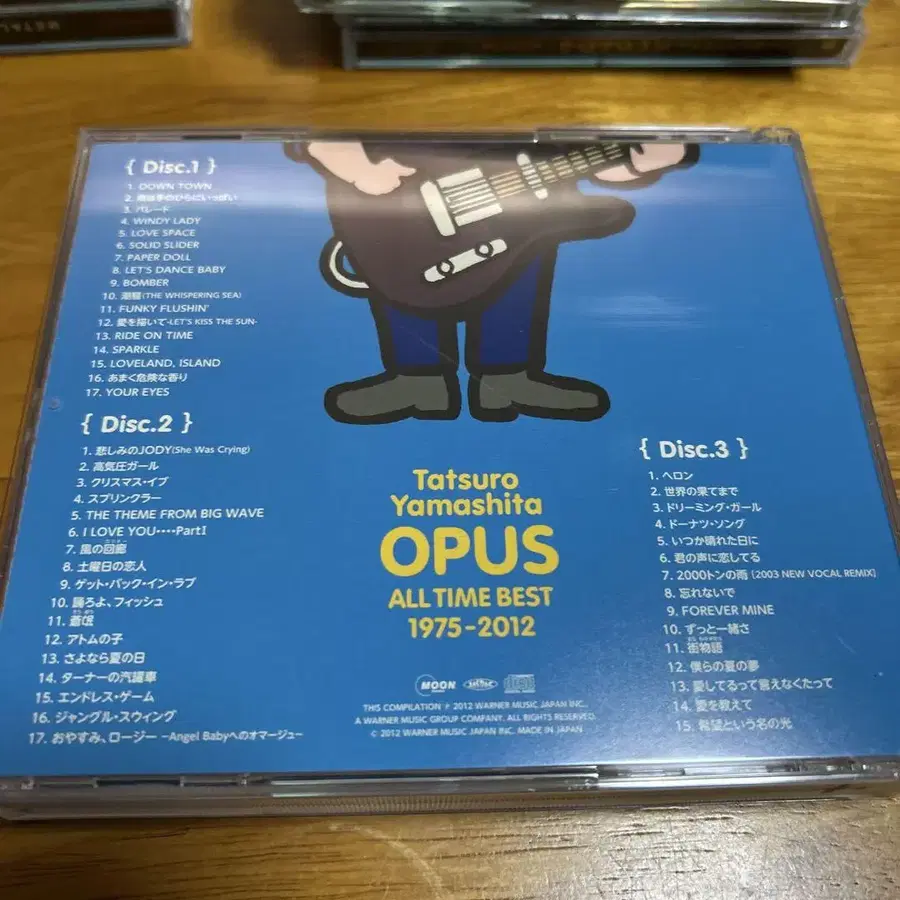 METAL
{ Disc.1 }
1. DOWN TOWN
2. 雨は手のひらにいっぱい
3. パレード
4. WINDY LADY
5. LOVE SPACE
6. SOLID SLIDER
7. PAPER DOLL
8. LET'S DANCE BABY
9. BOMBER
10. 潮騒(THE WHISPERING SEA)
11. FUNKY FLUSHIN'
12. 愛を描いて-LET'S KISS THE SUN-
13. RIDE ON TIME
14. SPARKLE
15. LOVELAND, ISLAND
16. あまく危険な香り
17. YOUR EYES
{ Disc.2 }
1. 悲しみのJODY(She Was Crying)
2. 高気圧ガール
3. クリスマス・イブ
4. スプリンクラー
5. THE THEME FROM BIG WAVE
6. I LOVE YOU････PartⅠ
7. 風の回廊
8. 土曜日の恋人
9. ゲット・バック・イン・ラブ
10. 踊ろよ、フィッシュ
11. 蒼氓
12. アトムの子
13. さよなら夏の日
14. ターナーの汽罐車
15. エンドレス・ゲーム
16. ジャングル・スウィング
17. おやすみ、ロージー -Angel Babyへのオマージュ-
Tatsuro
Yamashita
OPUS
ALL TIME BEST
1975-2012
MOON
THIS COMPILATION ℗ 2012 WARNER MUSIC JAPAN INC.,
A WARNER MUSIC GROUP COMPANY. ALL RIGHTS RESERVED.
© 2012 WARNER MUSIC JAPAN INC. MADE IN JAPAN
{ Disc.3 }
1. ヘロン
2. 世界の果てまで
3. ドリーミング・ガール
4. ドーナツ・ソング
5. いつか晴れた日に
6. 君の声に恋してる
7. 2000トンの雨 [2003 NEW VOCAL REMIX]
8. 忘れないで
9. FOREVER MINE
10. ずっと一緒さ
11. 街物語
12. 僕らの夏の夢
13. 愛してるって言えなくたって
14. 愛を教えて
15. 希望という名の光